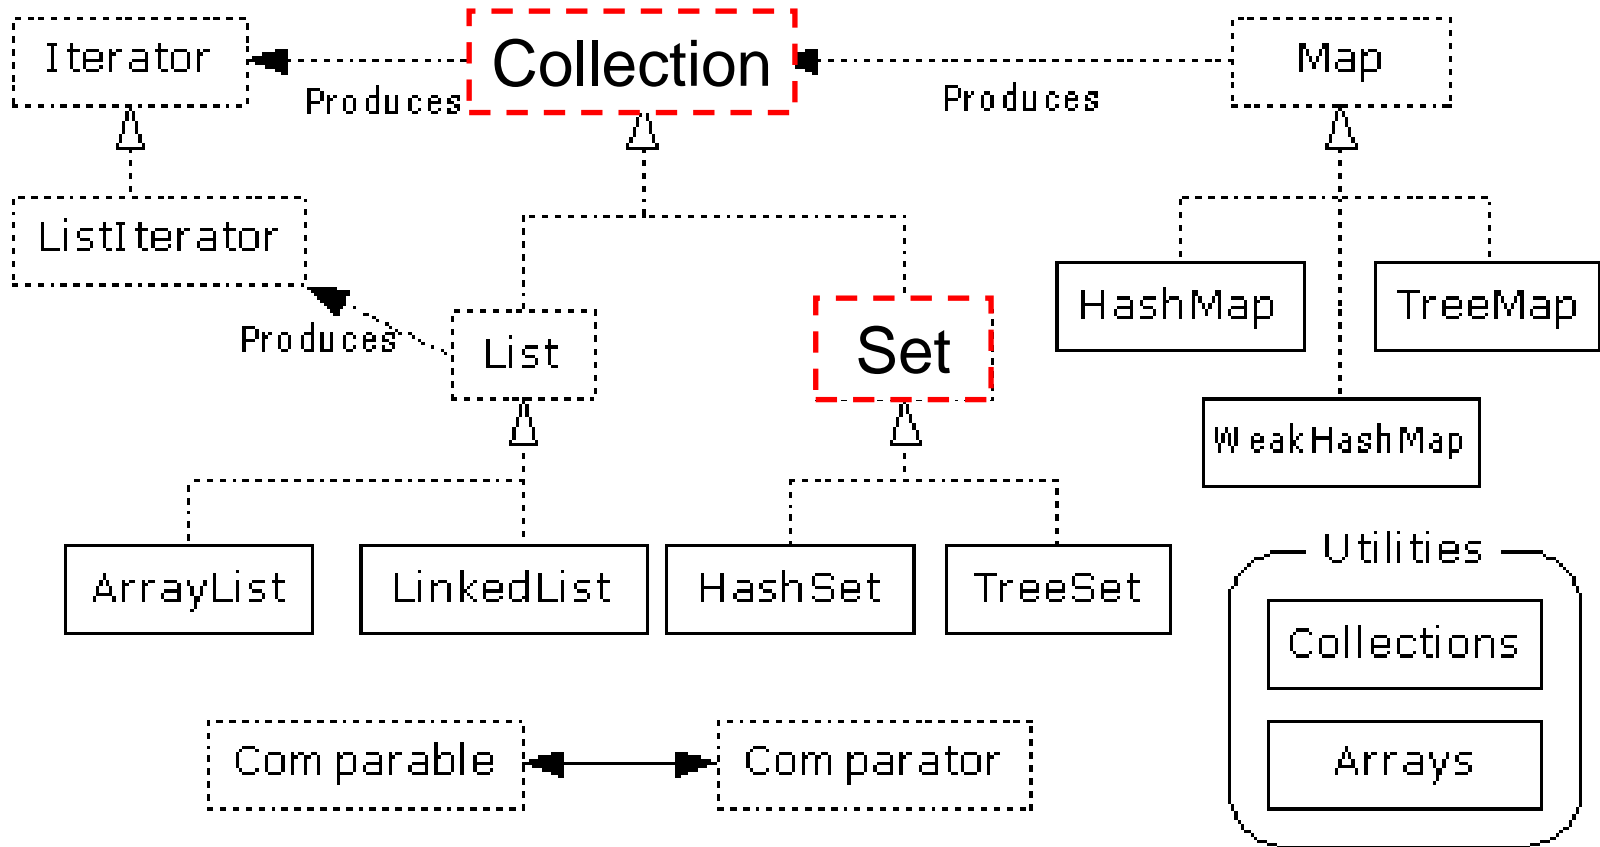 Iterator
Collection
Map
Produces
Produces
ListIterator
Produces
List
Set
HashMap
TreeMap
WeakHashMap
ArrayList
LinkedList
HashSet
TreeSet
Utilities
Collections
Arrays
Comparable
Comparator